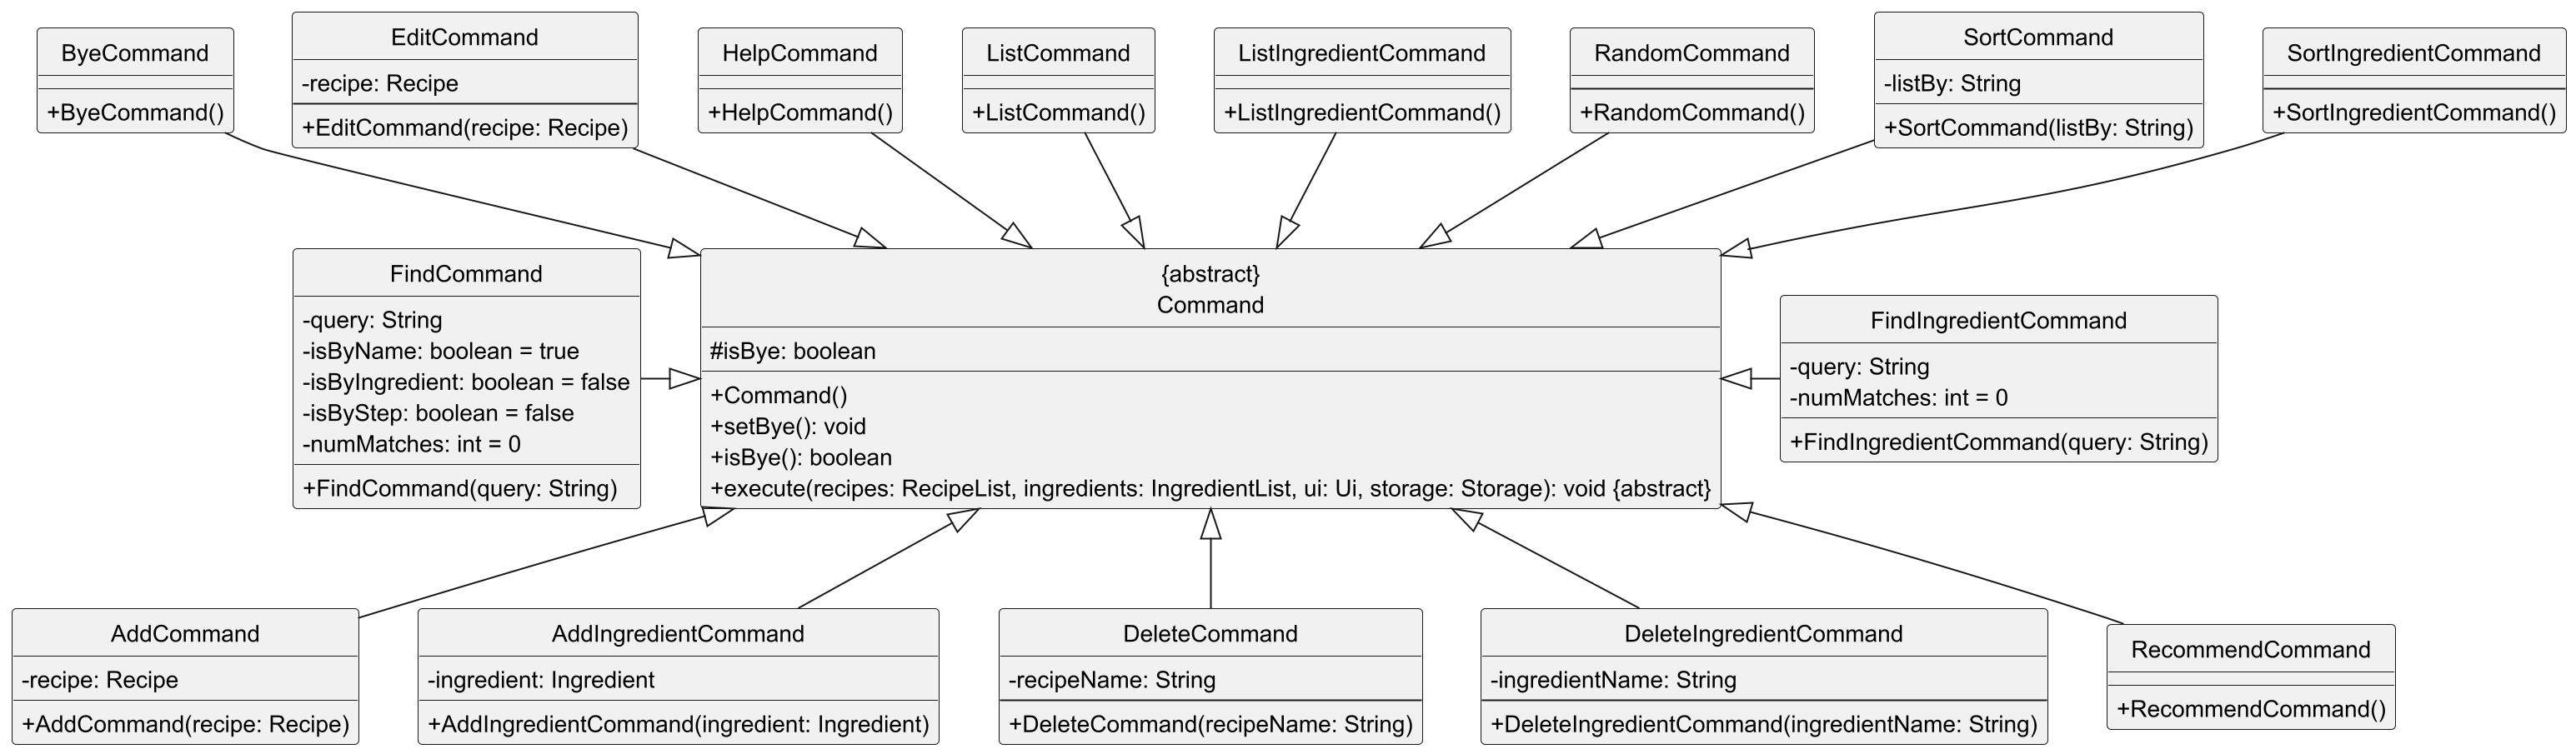 ByeCommand
+ByeCommand()
EditCommand
-recipe: Recipe
+EditCommand(recipe: Recipe)
HelpCommand
+HelpCommand()
ListCommand
+ListCommand()
ListIngredientCommand
+ListIngredientCommand()
RandomCommand
+RandomCommand()
SortCommand
-listBy: String
+SortCommand(listBy: String)
SortIngredientCommand
+SortIngredientCommand()
FindCommand
-query: String
-isByName: boolean = true
-isByIngredient: boolean = false
-isByStep: boolean = false
-numMatches: int = 0
+FindCommand(query: String)
{abstract}
Command
#isBye: boolean
+Command()
+setBye(): void
+isBye(): boolean
+execute(recipes: RecipeList, ingredients: IngredientList, ui: Ui, storage: Storage): void {abstract}
FindIngredientCommand
-query: String
-numMatches: int = 0
+FindIngredientCommand(query: String)
AddCommand
-recipe: Recipe
+AddCommand(recipe: Recipe)
AddIngredientCommand
-ingredient: Ingredient
+AddIngredientCommand(ingredient: Ingredient)
DeleteCommand
-recipeName: String
+DeleteCommand(recipeName: String)
DeleteIngredientCommand
-ingredientName: String
+DeleteIngredientCommand(ingredientName: String)
RecommendCommand
+RecommendCommand()